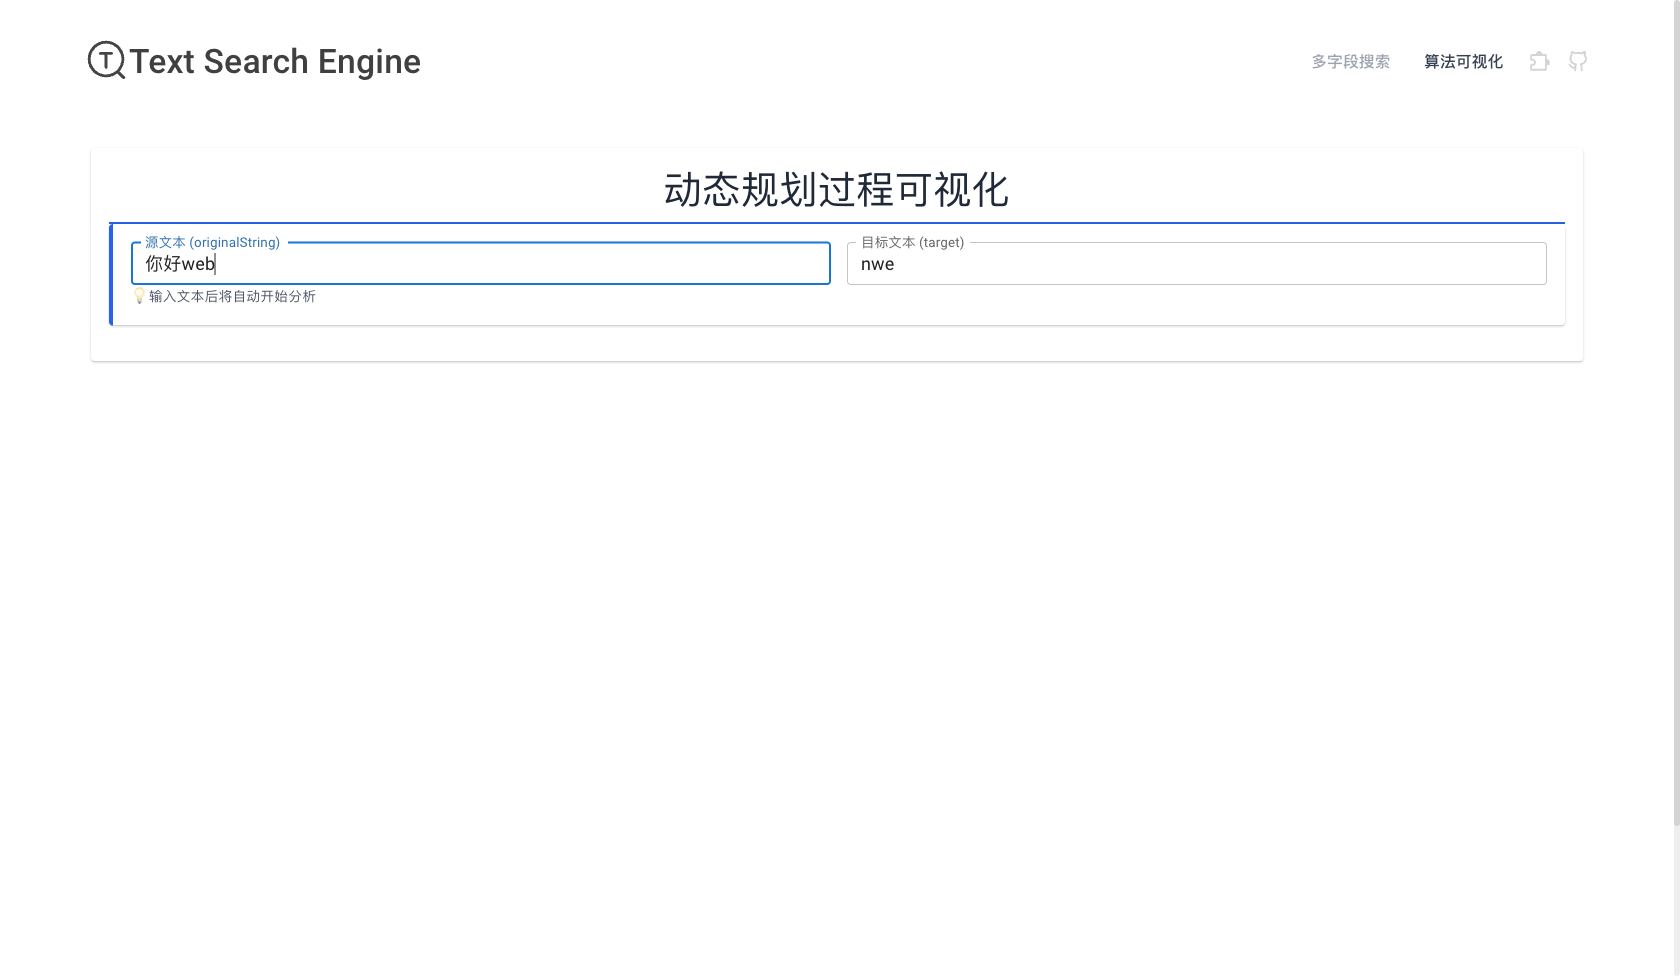 Text Search Engine
多字段搜索 算法可视化
动态规划过程可视化
源文本 (originalString) 目标文本 (target)
你好web nwe
💡输入文本后将自动开始分析